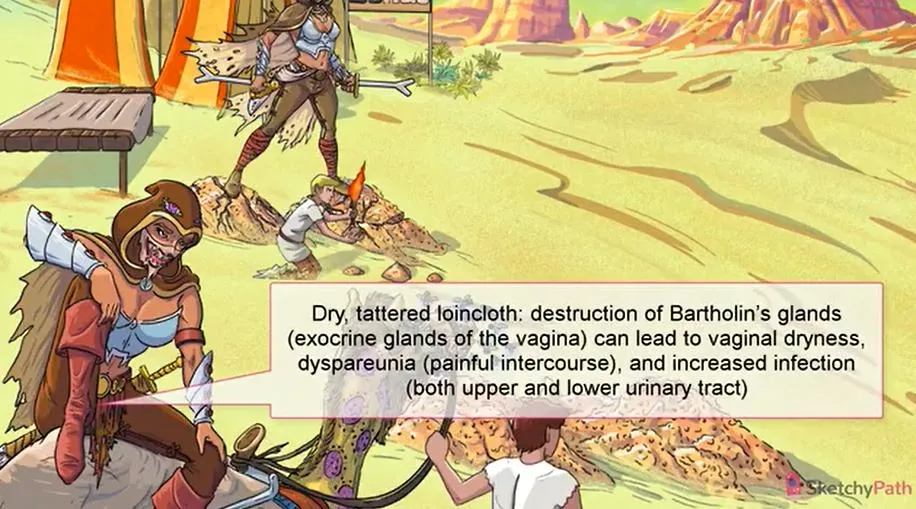 Dry, tattered loincloth: destruction of Bartholin's glands
(exocrine glands of the vagina) can lead to vaginal dryness,
dyspareunia (painful intercourse), and increased infection
(both upper and lower urinary tract)
SketchyPath